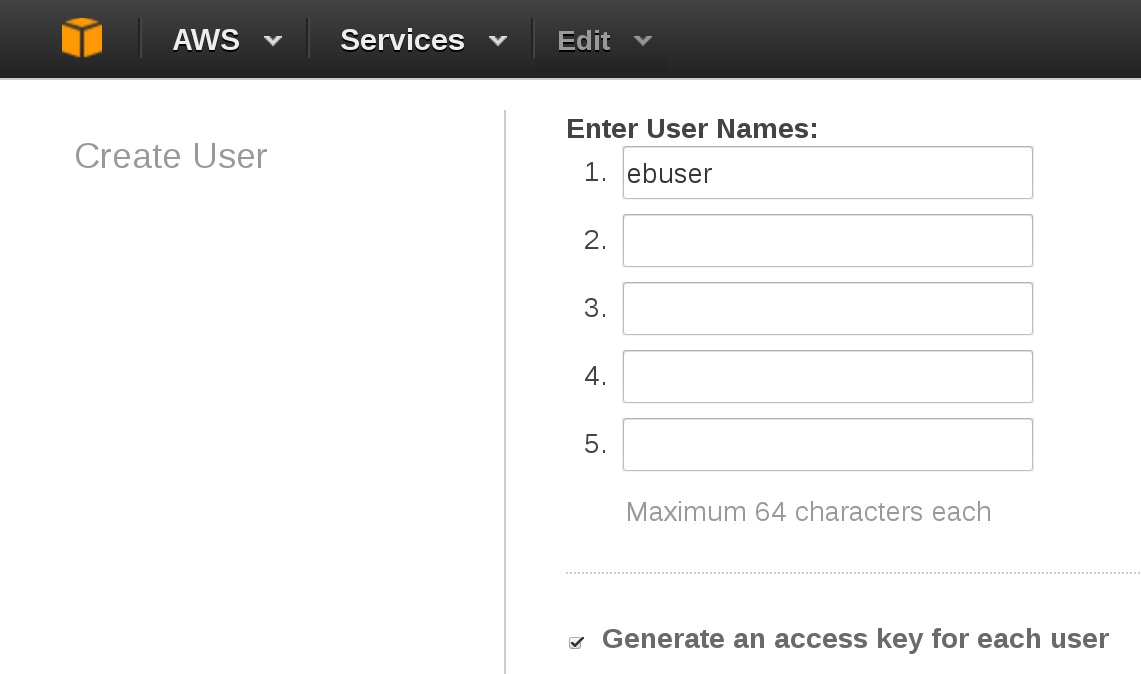 AWS Services Edit
Create User
Enter User Names:
1. ebuser
2.
3.
4.
5.
Maximum 64 characters each
Generate an access key for each user